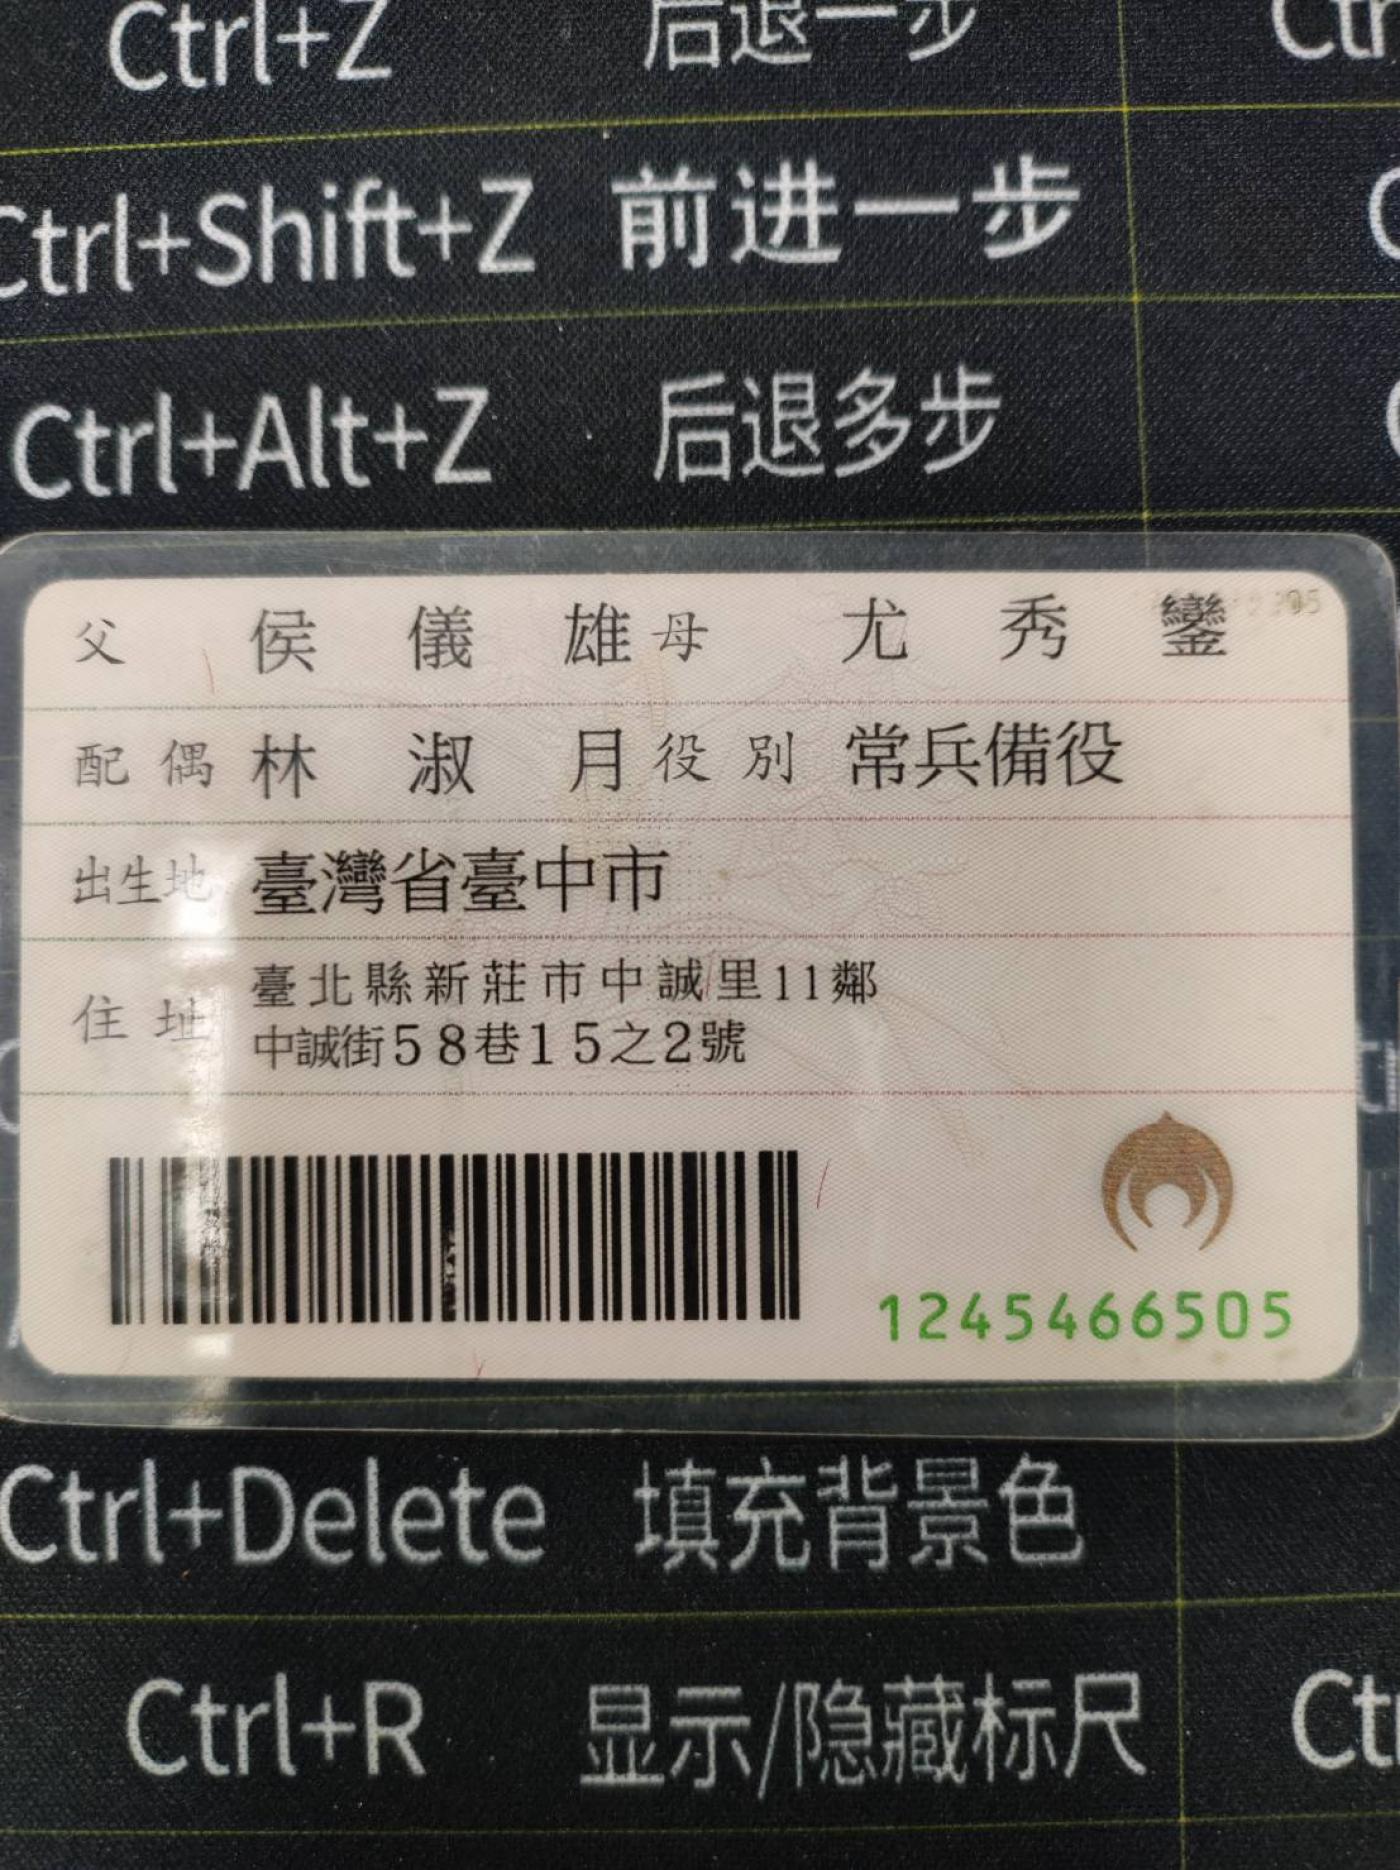 Ctrl+Z 后退一步 Ctr
Ctrl+Shift+Z 前进一步 C
Ctrl+Alt+Z 后退多步
父 侯儀雄 母 尤秀鑾
配偶 林淑月 役別 常兵備役
出生地 臺灣省臺中市
住址 臺北縣新莊市中誠里11鄰
中誠街58巷15之2號
1245466505
Ctrl+Delete 填充背景色
Ctrl+R 显示/隐藏标尺 Ct